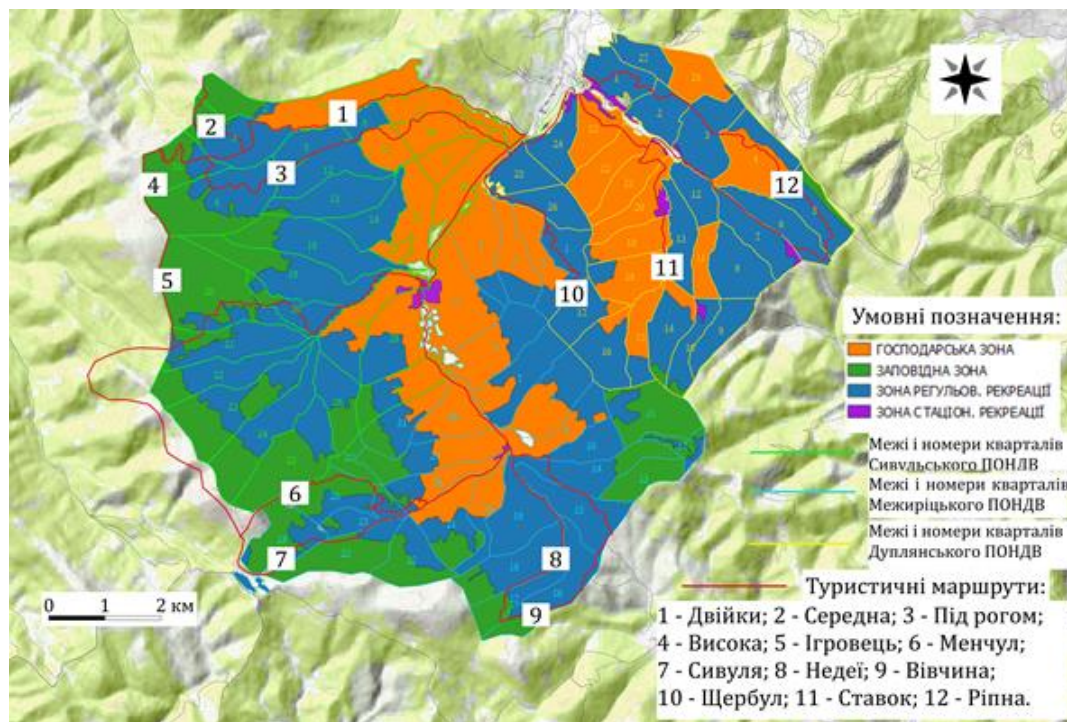 1
2
3
4
5
6
7
8
9
10
11
12
Умовні позначення:
ГОСПОДАРСЬКА ЗОНА
ЗАПОВІДНА ЗОНА
ЗОНА РЕГУЛЬОВ. РЕКРЕАЦІЇ
ЗОНА СТАЦІОН. РЕКРЕАЦІЇ
Межі і номери кварталів
Сивульського ПОНДВ
Межі і номери кварталів
Межиріцького ПОНДВ
Межі і номери кварталів
Дуплянського ПОНДВ
Туристичні маршрути:
1 - Двійки; 2 - Середна; 3 - Під рогом;
4 - Висока; 5 - Ігровець; 6 - Менчул;
7 - Сивуля; 8 - Недеї; 9 - Вівчина;
10 - Щербул; 11 - Ставок; 12 - Ріпна.
0 1 2 км